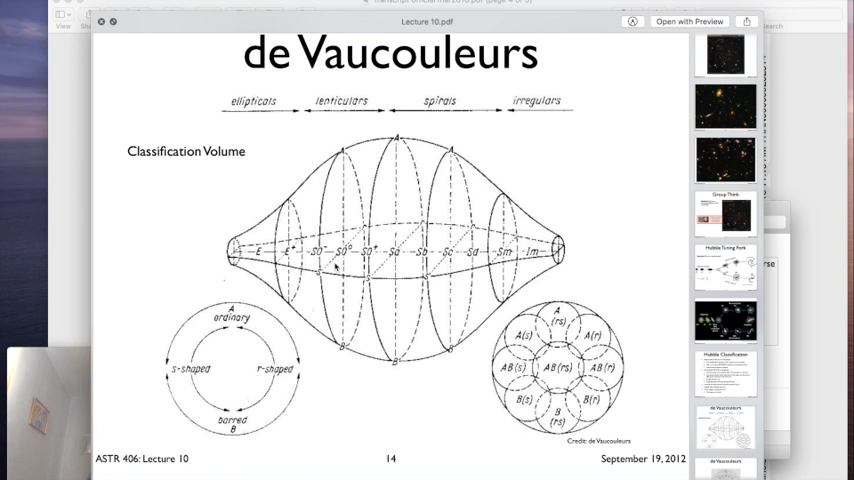 Lecture 10.pdf
Open with Preview
View
de Vaucouleurs
ellipticals lenticulars spirals irregulars
Classification Volume
A A A
E E⁺ S0⁻ S0° S0⁺ Sa Sb Sc Sd Sm Im
S S S
B B B
A
ordinary
s-shaped r-shaped
barred
B
A
(rs)
A(s) A(r)
AB(s) AB(rs) AB(r)
B(s) B(r)
B
(rs)
Credit: de Vaucouleurs
ASTR 406: Lecture 10 14 September 19, 2012
Group Think
Hubble Tuning Fork
Hubble Classification
de Vaucouleurs
de Vaucouleurs